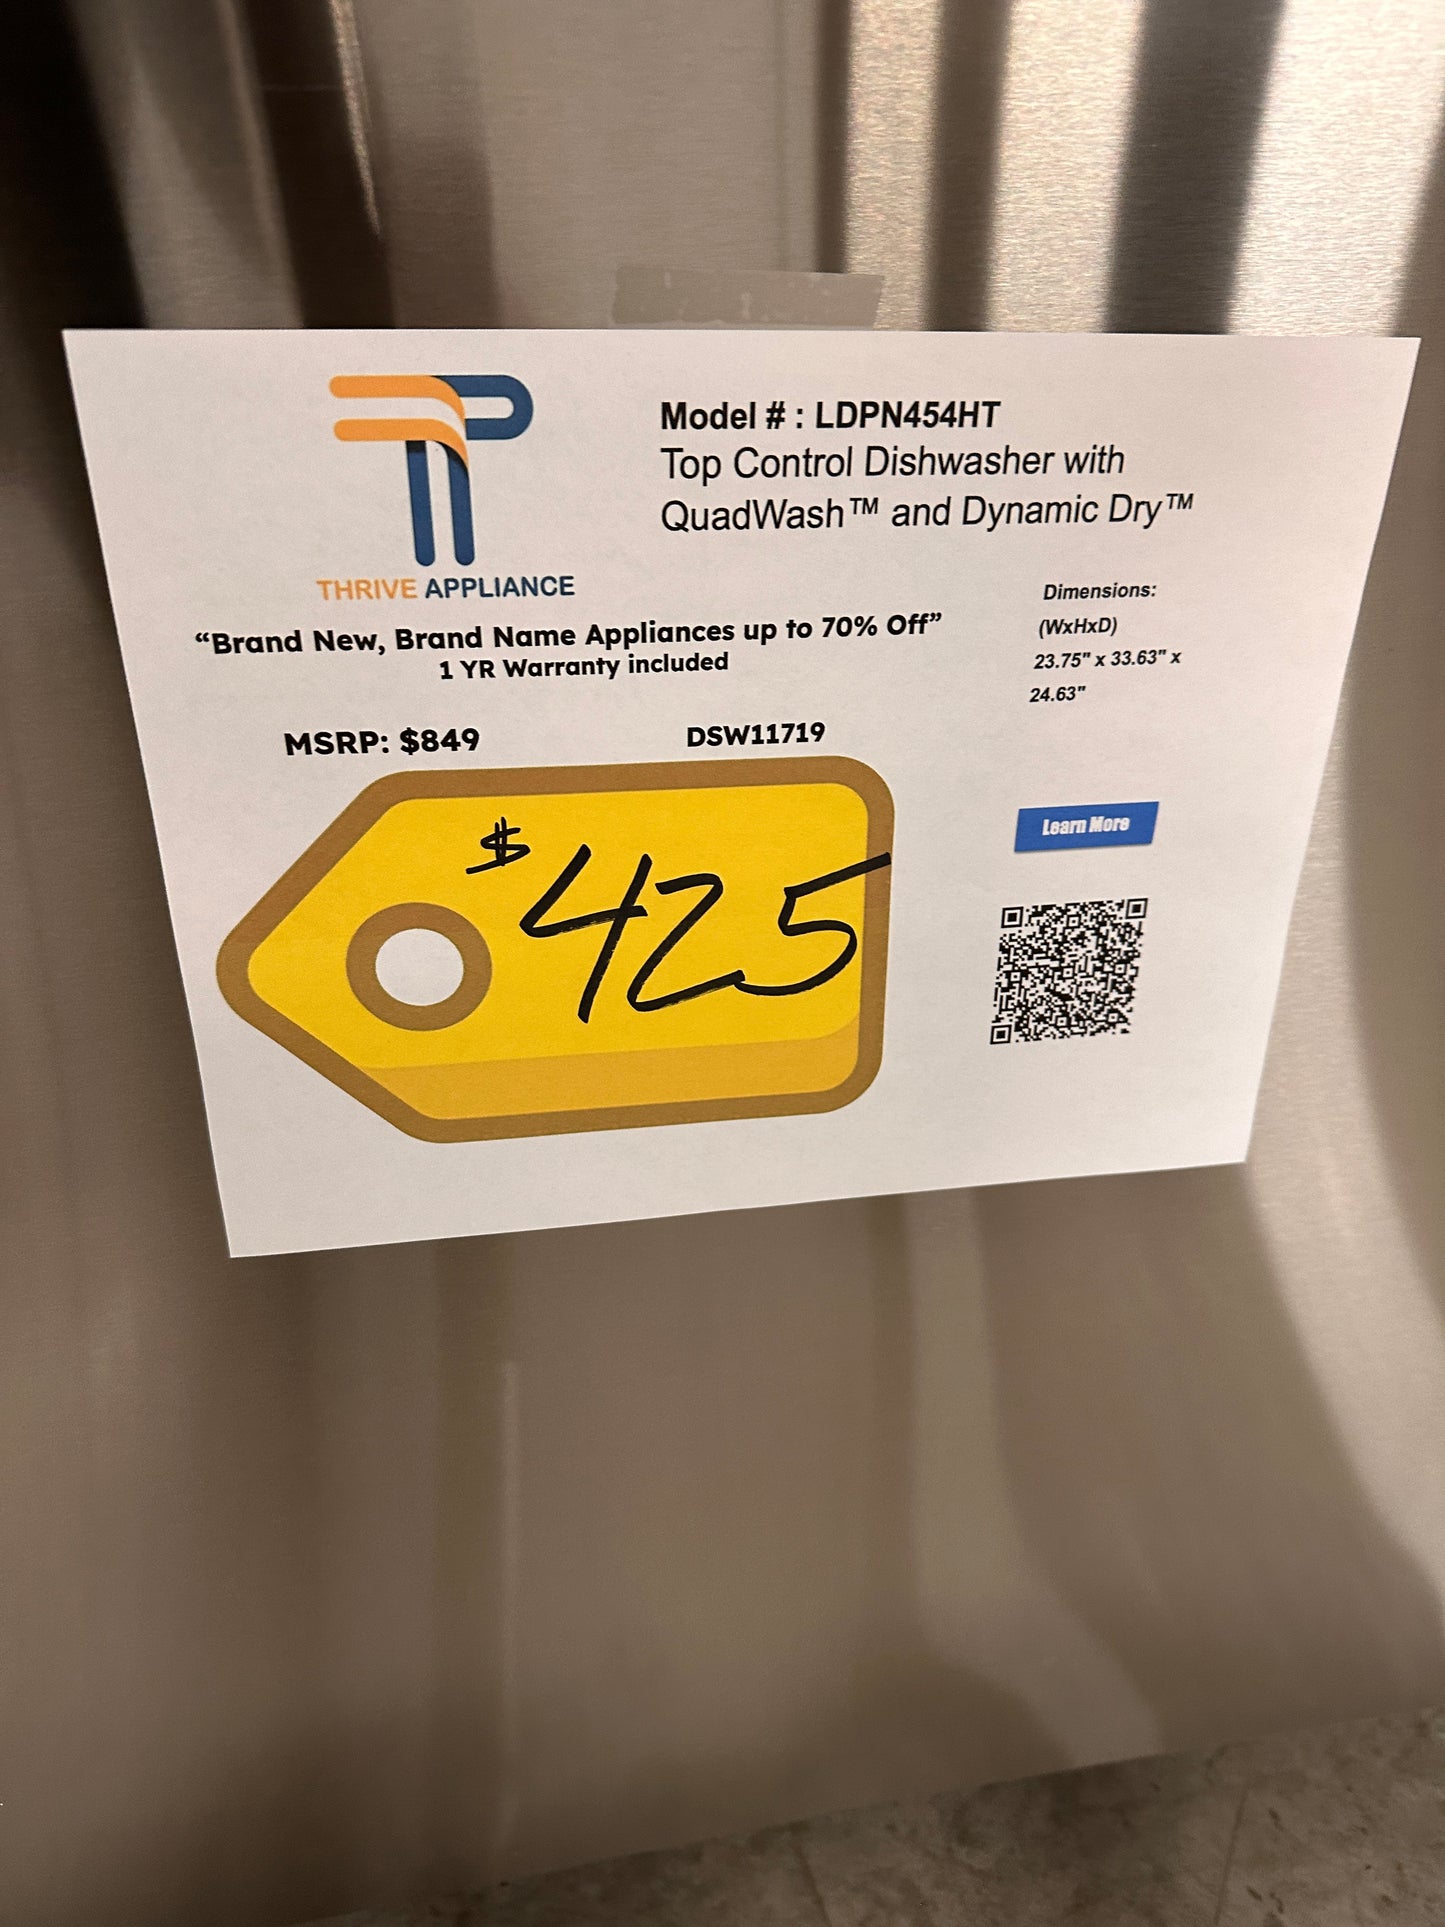 Model # : LDPN454HT
Top Control Dishwasher with
QuadWash™ and Dynamic Dry™
THRIVE APPLIANCE
“Brand New, Brand Name Appliances up to 70% Off”
1 YR Warranty included
Dimensions:
(WxHxD)
23.75" x 33.63" x
24.63"
MSRP: $849
DSW11719
$425
Learn More